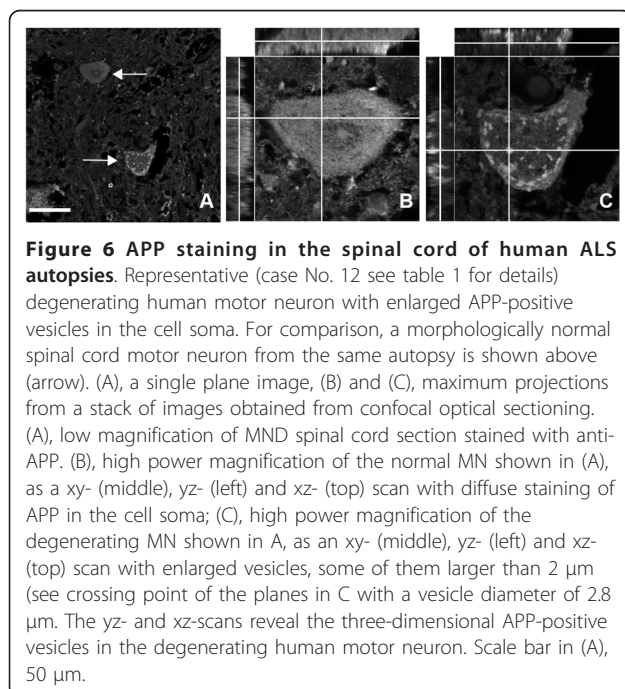 A
B
C
Figure 6 APP staining in the spinal cord of human ALS
autopsies. Representative (case No. 12 see table 1 for details)
degenerating human motor neuron with enlarged APP-positive
vesicles in the cell soma. For comparison, a morphologically normal
spinal cord motor neuron from the same autopsy is shown above
(arrow). (A), a single plane image, (B) and (C), maximum projections
from a stack of images obtained from confocal optical sectioning.
(A), low magnification of MND spinal cord section stained with anti-
APP. (B), high power magnification of the normal MN shown in (A),
as a xy- (middle), yz- (left) and xz- (top) scan with diffuse staining of
APP in the cell soma; (C), high power magnification of the
degenerating MN shown in A, as an xy- (middle), yz- (left) and xz-
(top) scan with enlarged vesicles, some of them larger than 2 μm
(see crossing point of the planes in C with a vesicle diameter of 2.8
μm. The yz- and xz-scans reveal the three-dimensional APP-positive
vesicles in the degenerating human motor neuron. Scale bar in (A),
50 μm.